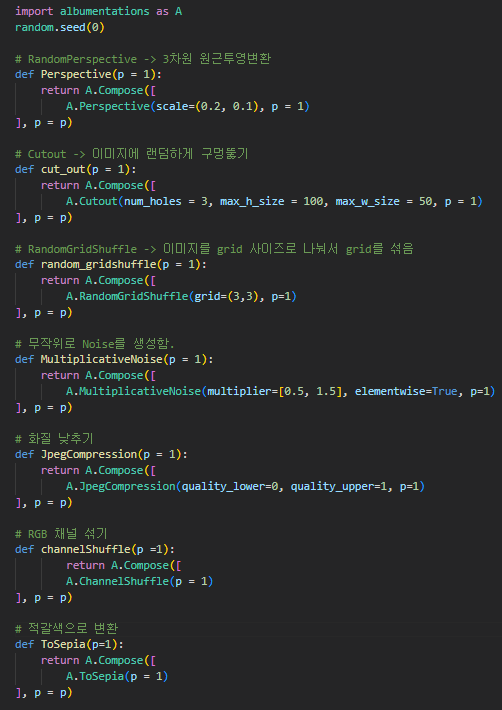 import albumentations as A
random.seed(0)

# RandomPerspective -> 3차원 원근투영변환
def Perspective(p = 1):
    return A.Compose([
        A.Perspective(scale=(0.2, 0.1), p = 1)
], p = p)

# Cutout -> 이미지에 랜덤하게 구멍뚫기
def cut_out(p = 1):
    return A.Compose([
        A.Cutout(num_holes = 3, max_h_size = 100, max_w_size = 50, p = 1)
], p = p)

# RandomGridShuffle -> 이미지를 grid 사이즈로 나눠서 grid를 섞음
def random_gridshuffle(p = 1):
    return A.Compose([
        A.RandomGridShuffle(grid=(3,3), p=1)
], p = p)

# 무작위로 Noise를 생성함.
def MultiplicativeNoise(p = 1):
    return A.Compose([
        A.MultiplicativeNoise(multiplier=[0.5, 1.5], elementwise=True, p=1)
], p = p)

# 화질 낮추기
def JpegCompression(p = 1):
    return A.Compose([
        A.JpegCompression(quality_lower=0, quality_upper=1, p=1)
], p = p)

# RGB 채널 섞기
def channelShuffle(p =1):
        return A.Compose([
        A.ChannelShuffle(p = 1)
], p = p)

# 적갈색으로 변환
def ToSepia(p=1):
    return A.Compose([
        A.ToSepia(p = 1)
], p = p)